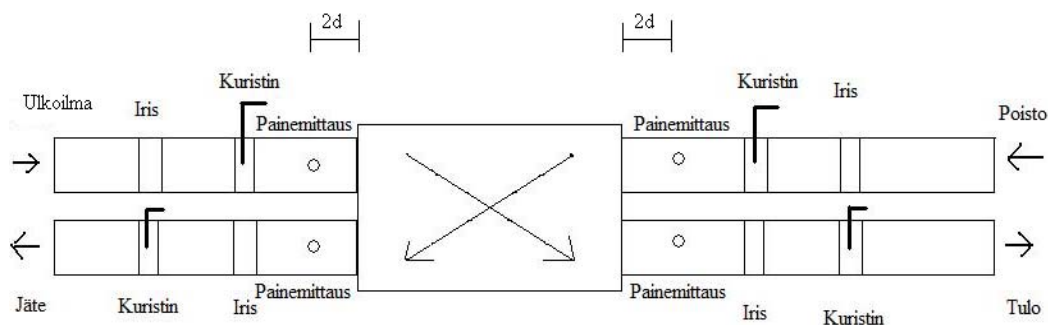 2d
2d
Kuristin
Kuristin
Iris
Ulkoilma
Iris
Painemittaus
Painemittaus
Poisto
Jäte
Kuristin
Iris
Painemittaus
Painemittaus
Iris
Kuristin
Tulo